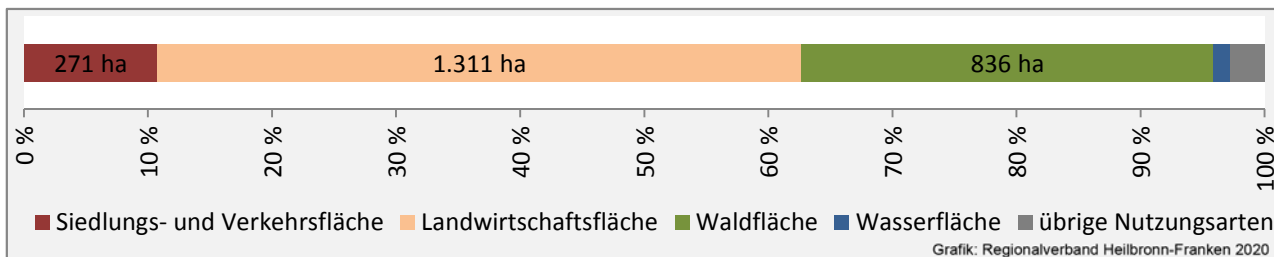 271 ha 1.311 ha 836 ha
0 % 10 % 20 % 30 % 40 % 50 % 60 % 70 % 80 % 90 % 100 %
Siedlungs- und Verkehrsfläche Landwirtschaftsfläche Waldfläche Wasserfläche übrige Nutzungsarten
Grafik: Regionalverband Heilbronn-Franken 2020